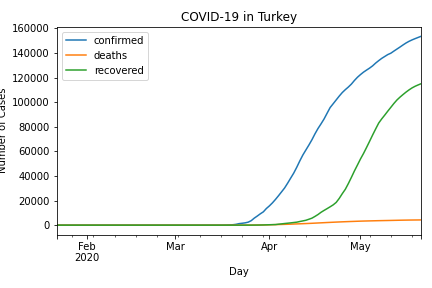 COVID-19 in Turkey
confirmed
deaths
recovered
160000
140000
120000
100000
80000
60000
40000
20000
0
Number of Cases
Feb
2020
Mar
Apr
May
Day